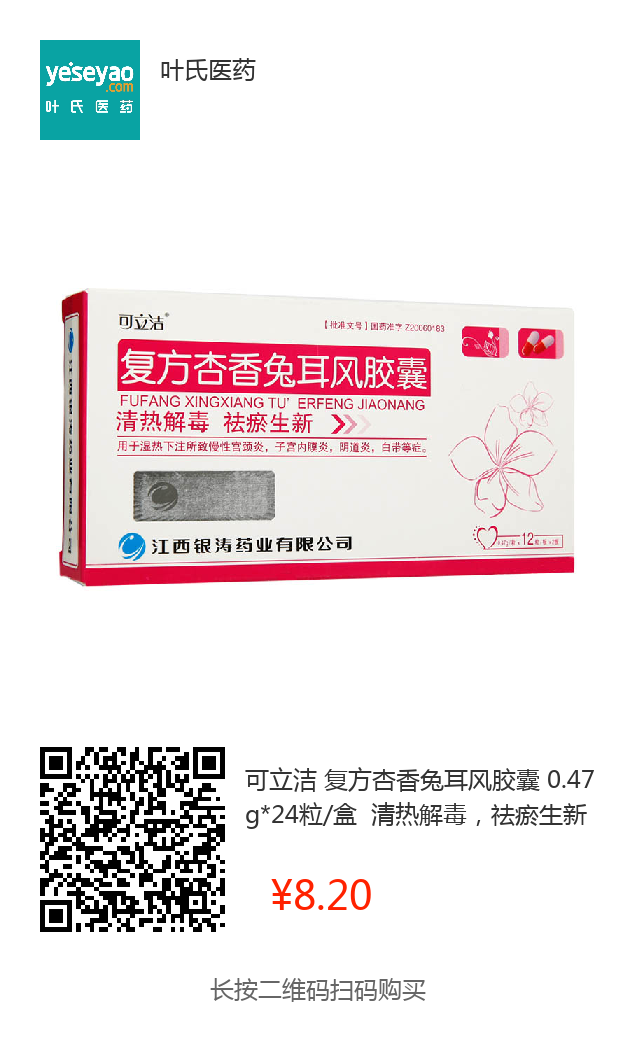 yeseyao
.com
叶氏医药
叶氏医药
可立洁®
【批准文号】国药准字 Z20060183
复方杏香兔耳风胶囊
FUFANG XINGXIANG TU' ERFENG JIAONANG
清热解毒 祛瘀生新
用于湿热下注所致慢性宫颈炎，子宫内膜炎，阴道炎，白带等症。
江西银涛药业有限公司
12
可立洁 复方杏香兔耳风胶囊 0.47
g*24粒/盒 清热解毒，祛瘀生新
¥8.20
长按二维码扫码购买